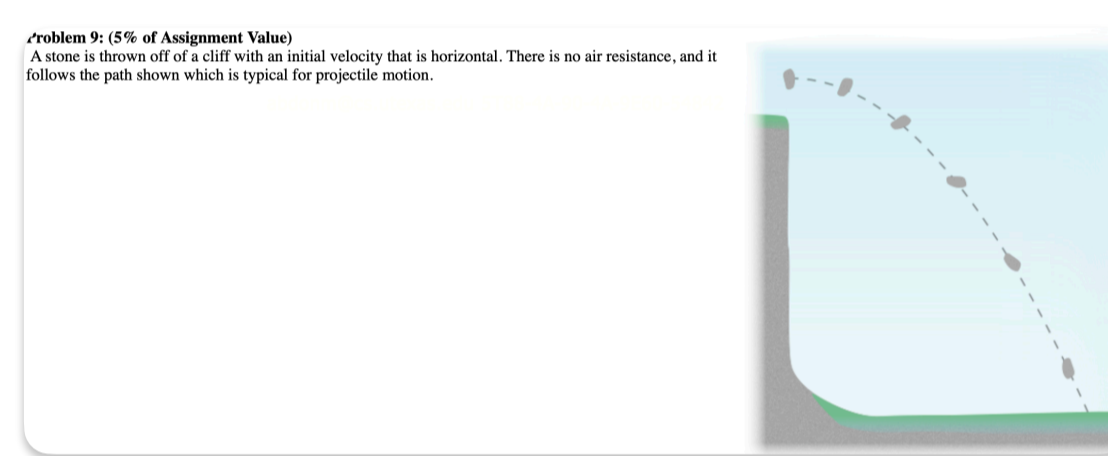 Problem 9: (5% of Assignment Value)
A stone is thrown off of a cliff with an initial velocity that is horizontal. There is no air resistance, and it
follows the path shown which is typical for projectile motion.